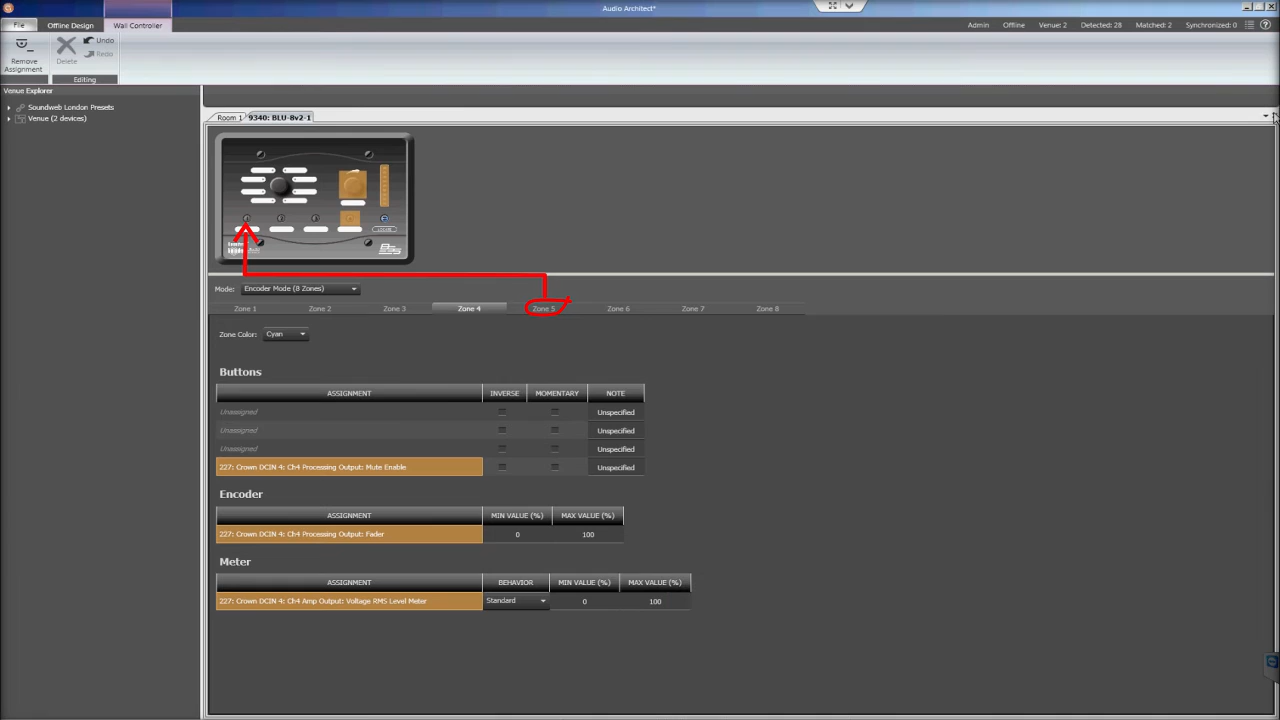 Audio Architect*
File
Offline Design
Wall Controller
Admin
Offline
Venue: 2
Detected: 28
Matched: 2
Synchronized: 0
Remove
Assignment
Delete
Undo
Redo
Editing
Venue Explorer
Soundweb London Presets
Venue (2 devices)
Room 1
9340: BLU-8v2-1
LOCATE
BSS
Mode: Encoder Mode (8 Zones)
Zone 1
Zone 2
Zone 3
Zone 4
Zone 5
Zone 6
Zone 7
Zone 8
Zone Color: Cyan
Buttons
ASSIGNMENT INVERSE MOMENTARY NOTE
Unassigned Unspecified
Unassigned Unspecified
Unassigned Unspecified
227: Crown DCIN 4: Ch4 Processing Output: Mute Enable Unspecified
Encoder
ASSIGNMENT MIN VALUE (%) MAX VALUE (%)
227: Crown DCIN 4: Ch4 Processing Output: Fader 0 100
Meter
ASSIGNMENT BEHAVIOR MIN VALUE (%) MAX VALUE (%)
227: Crown DCIN 4: Ch4 Amp Output: Voltage RMS Level Meter Standard 0 100